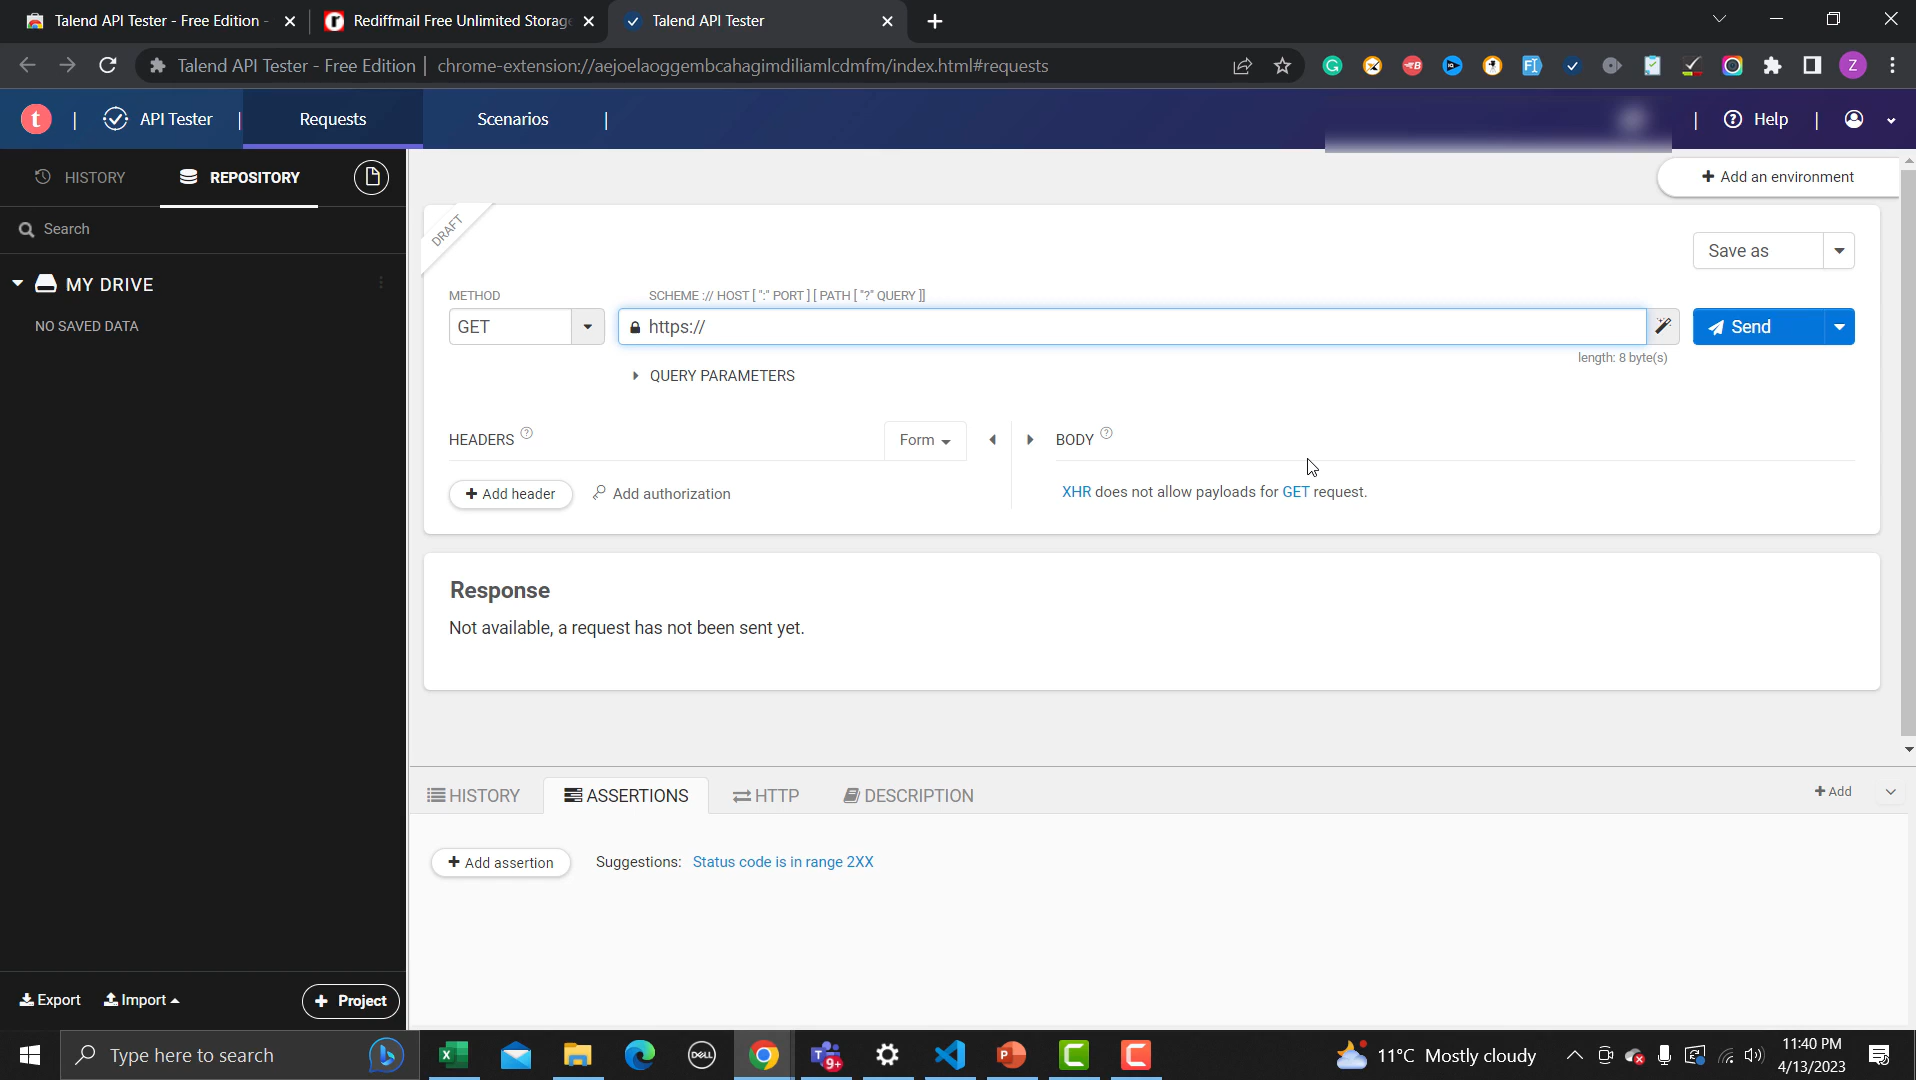 Talend API Tester - Free Edition -
Rediffmail Free Unlimited Storage
Talend API Tester
Talend API Tester - Free Edition | chrome-extension://aejoelaoggembcahagimdiliamlcdmfm/index.html#requests
Z
t | API Tester | Requests Scenarios |
| Help |
HISTORY REPOSITORY
+ Add an environment
Search
DRAFT
Save as
MY DRIVE
METHOD SCHEME :// HOST [ ":" PORT ] [ PATH [ "?" QUERY ]]
GET
https://
Send
NO SAVED DATA
length: 8 byte(s)
QUERY PARAMETERS
HEADERS ? Form BODY ?
+ Add header Add authorization
XHR does not allow payloads for GET request.
Response
Not available, a request has not been sent yet.
HISTORY ASSERTIONS HTTP DESCRIPTION + Add
+ Add assertion Suggestions: Status code is in range 2XX
Export Import + Project
Type here to search
DELL
9+
11°C Mostly cloudy
11:40 PM
4/13/2023